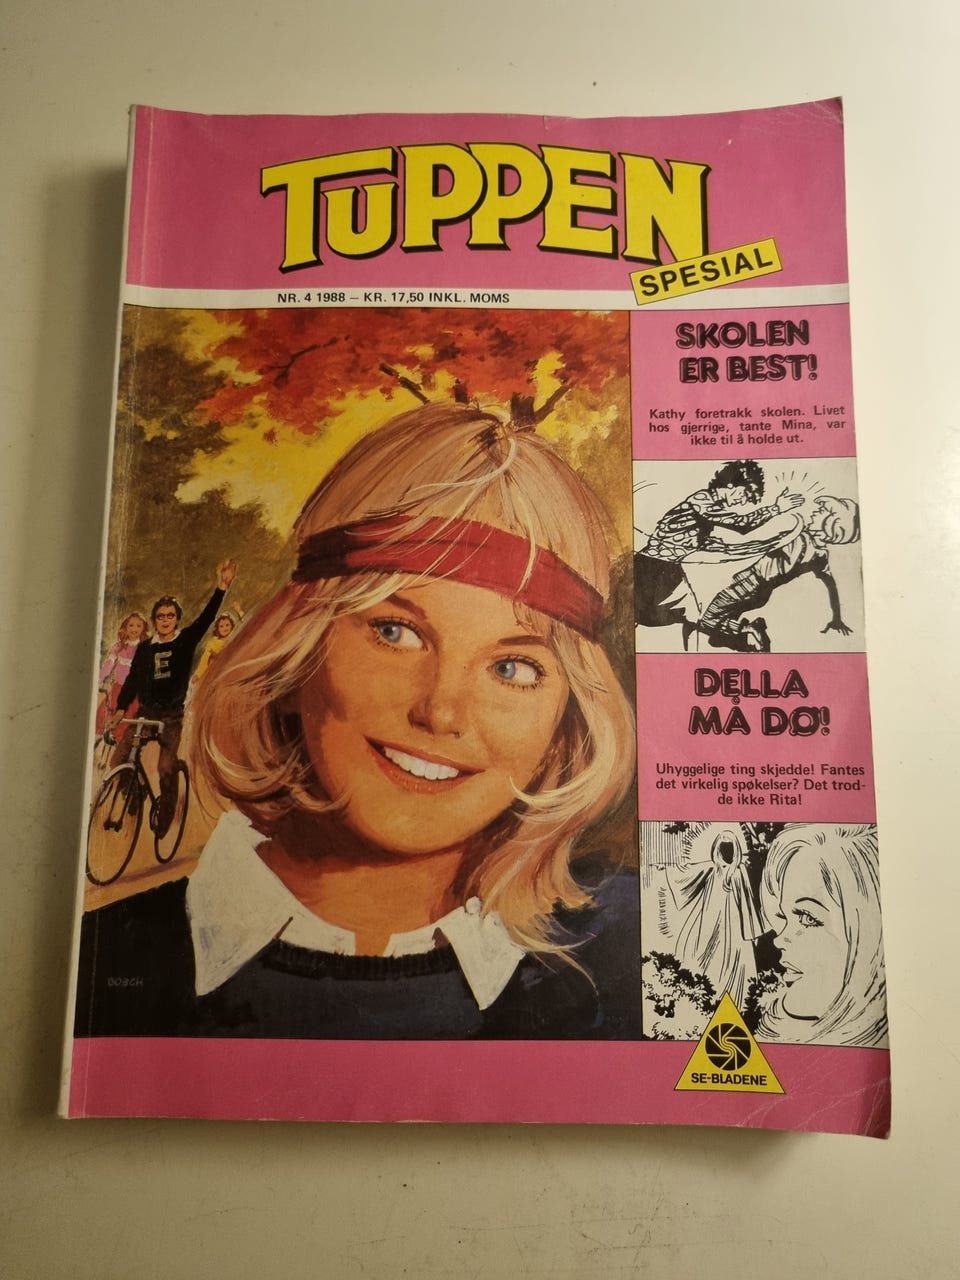 TUPPEN
SPESIAL
NR. 4 1988 – KR. 17,50 INKL. MOMS
SKOLEN
ER BEST!
Kathy foretrakk skolen. Livet
hos gjerrige, tante Mina, var
ikke til å holde ut.
E
DELLA
MÅ DØ!
Uhyggelige ting skjedde! Fantes
det virkelig spøkelser? Det trod-
de ikke Rita!
BOSCH
SE-BLADENE